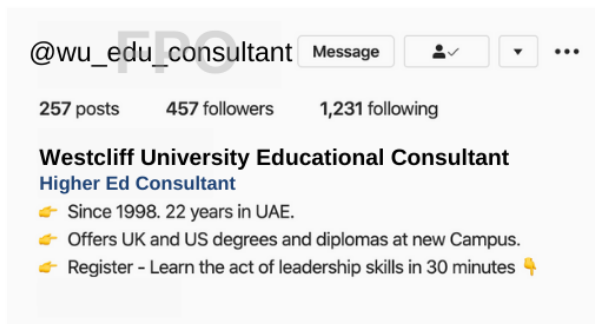 FPO
@wu_edu_consultant Message
257 posts 457 followers 1,231 following
Westcliff University Educational Consultant
Higher Ed Consultant
👉 Since 1998. 22 years in UAE.
👉 Offers UK and US degrees and diplomas at new Campus.
👉 Register - Learn the act of leadership skills in 30 minutes 👇